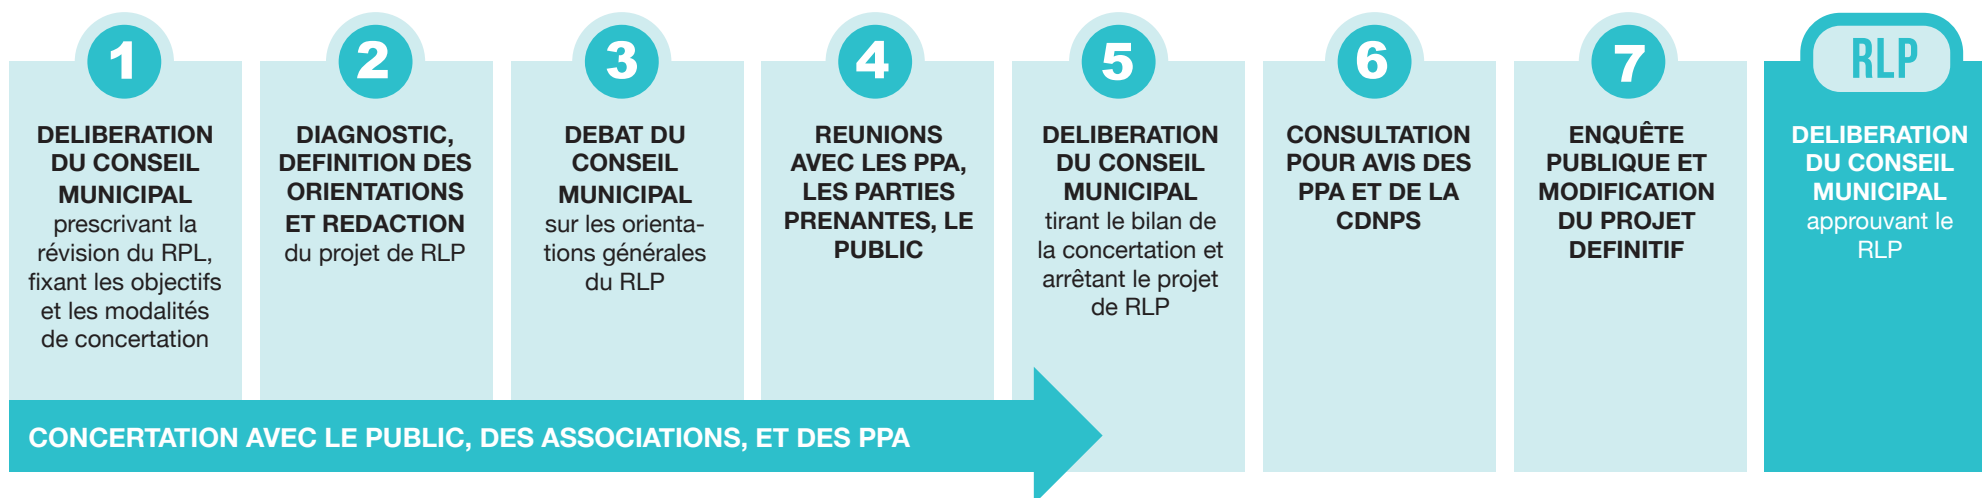 1
DELIBERATION
DU CONSEIL
MUNICIPAL
prescrivant la
révision du RPL,
fixant les objectifs
et les modalités
de concertation
2
DIAGNOSTIC,
DEFINITION DES
ORIENTATIONS
ET REDACTION
du projet de RLP
3
DEBAT DU
CONSEIL
MUNICIPAL
sur les orienta-
tions générales
du RLP
4
REUNIONS
AVEC LES PPA,
LES PARTIES
PRENANTES, LE
PUBLIC
5
DELIBERATION
DU CONSEIL
MUNICIPAL
tirant le bilan de
la concertation et
arrêtant le projet
de RLP
6
CONSULTATION
POUR AVIS DES
PPA ET DE LA
CDNPS
7
ENQUÊTE
PUBLIQUE ET
MODIFICATION
DU PROJET
DEFINITIF
RLP
DELIBERATION
DU CONSEIL
MUNICIPAL
approuvant le
RLP
CONCERTATION AVEC LE PUBLIC, DES ASSOCIATIONS, ET DES PPA